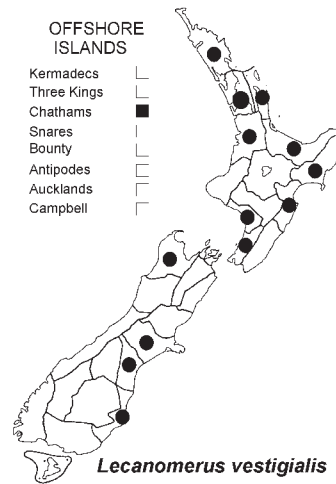 OFFSHORE
ISLANDS
Kermadecs
Three Kings
Chathams
Snares
Bounty
Antipodes
Aucklands
Campbell
Lecanomerus vestigialis